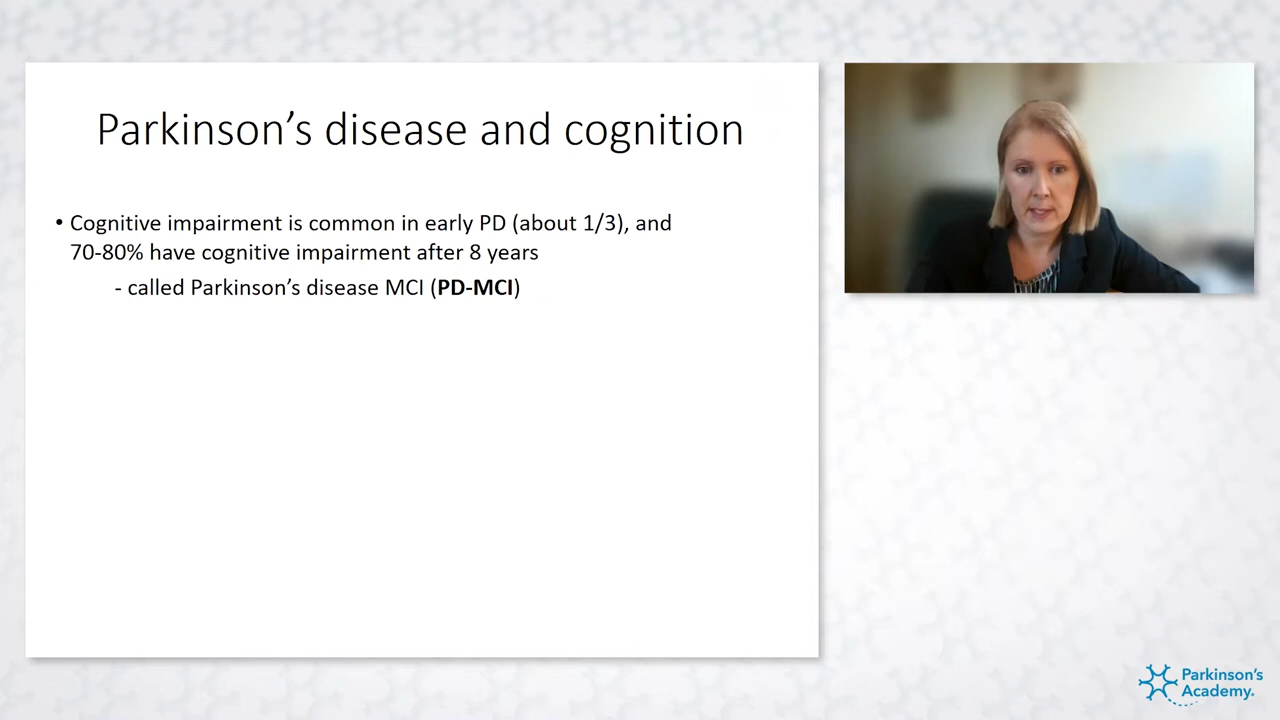 Parkinson’s disease and cognition
• Cognitive impairment is common in early PD (about 1/3), and
70-80% have cognitive impairment after 8 years
- called Parkinson’s disease MCI (PD-MCI)
Parkinson’s
Academy.